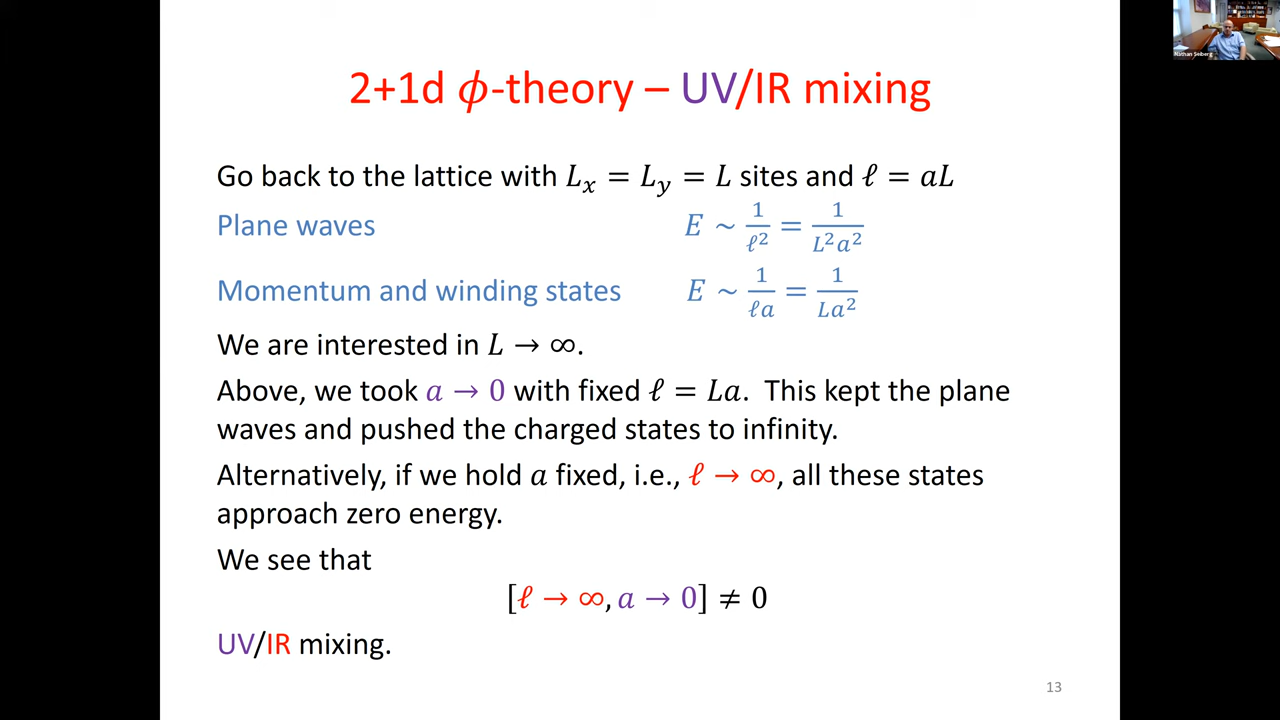 2+1d ϕ-theory – UV/IR mixing
Nathan Seiberg
Go back to the lattice with Lₓ = L_y = L sites and ℓ = aL
Plane waves E ~ 1/ℓ² = 1/(L²a²)
Momentum and winding states E ~ 1/(ℓa) = 1/(La²)
We are interested in L → ∞.
Above, we took a → 0 with fixed ℓ = La. This kept the plane
waves and pushed the charged states to infinity.
Alternatively, if we hold a fixed, i.e., ℓ → ∞, all these states
approach zero energy.
We see that
[ℓ → ∞, a → 0] ≠ 0
UV/IR mixing.
13